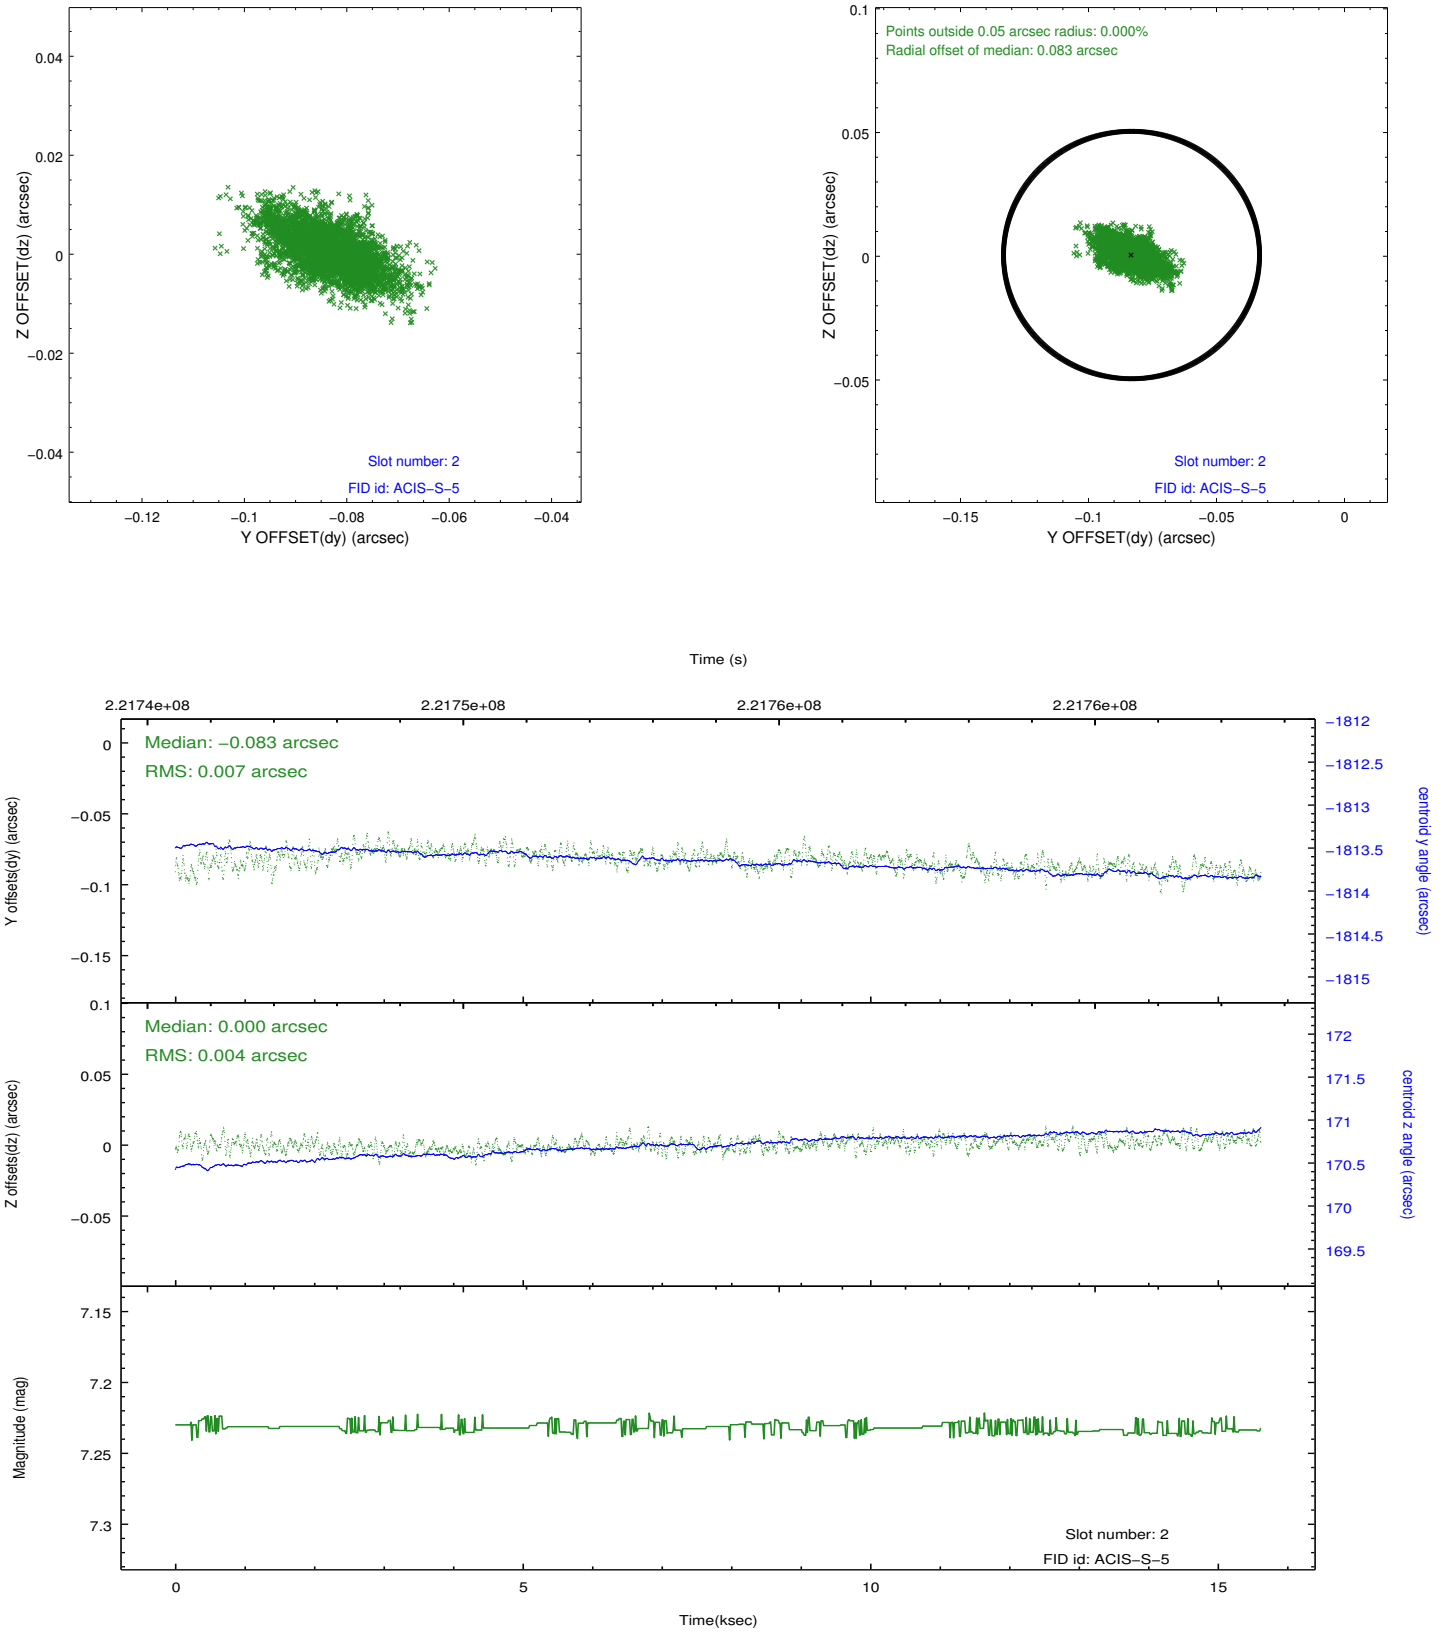 0.04
0.02
0
−0.02
−0.04
Z OFFSET(dz) (arcsec)
Slot number: 2
FID id: ACIS−S−5
−0.12
−0.1
−0.08
−0.06
−0.04
Y OFFSET(dy) (arcsec)
0.1
0.05
0
−0.05
Z OFFSET(dz) (arcsec)
Points outside 0.05 arcsec radius: 0.000%
Radial offset of median: 0.083 arcsec
Slot number: 2
FID id: ACIS−S−5
−0.15
−0.1
−0.05
0
Y OFFSET(dy) (arcsec)
Time (s)
2.2174e+08
2.2175e+08
2.2176e+08
2.2176e+08
Median: −0.083 arcsec
RMS: 0.007 arcsec
0
−0.05
−0.1
−0.15
Y offsets(dy) (arcsec)
−1812
−1812.5
−1813
−1813.5
−1814
−1814.5
−1815
centroid y angle (arcsec)
Median: 0.000 arcsec
RMS: 0.004 arcsec
0.1
0.05
0
−0.05
Z offsets(dz) (arcsec)
172
171.5
171
170.5
170
169.5
centroid z angle (arcsec)
7.15
7.2
7.25
7.3
Magnitude (mag)
Slot number: 2
FID id: ACIS−S−5
0
5
10
15
Time(ksec)